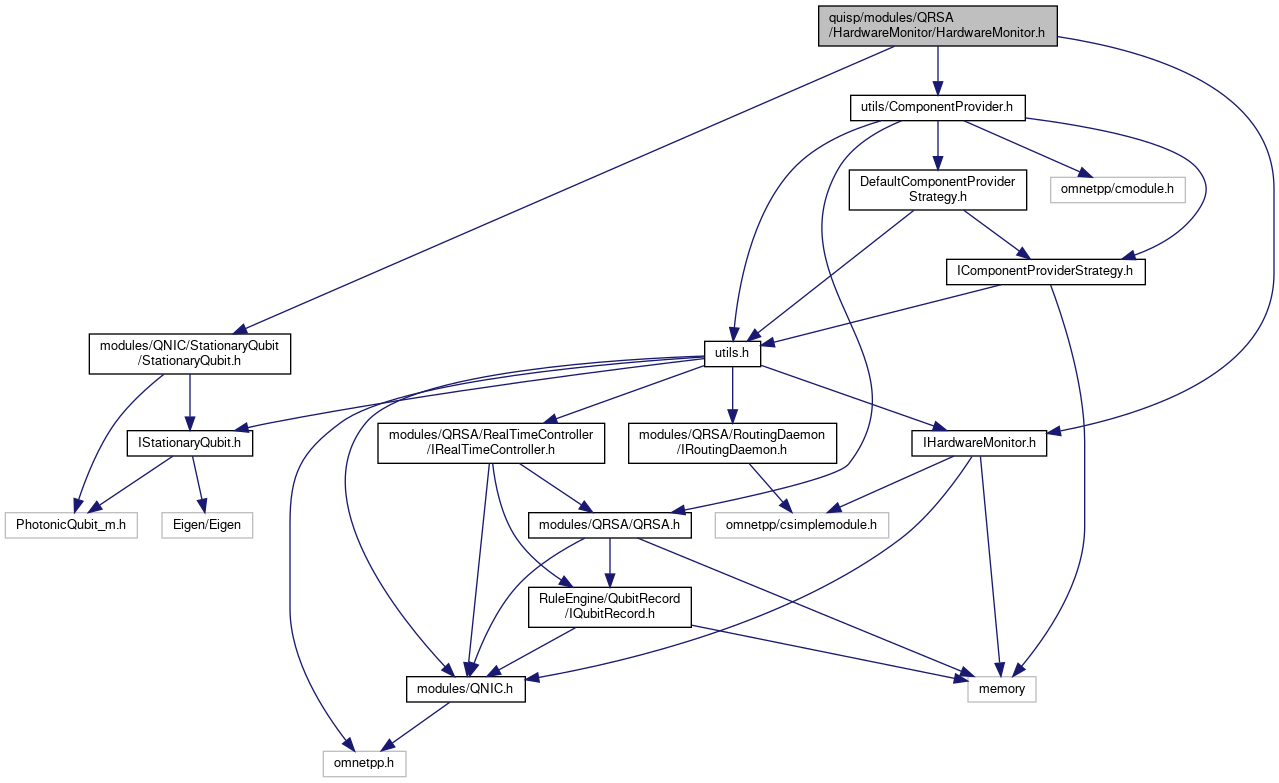 quisp/modules/QRSA
/HardwareMonitor/HardwareMonitor.h
utils/ComponentProvider.h
DefaultComponentProvider
Strategy.h
omnetpp/cmodule.h
IComponentProviderStrategy.h
modules/QNIC/StationaryQubit
/StationaryQubit.h
utils.h
IStationaryQubit.h
modules/QRSA/RealTimeController
/IRealTimeController.h
modules/QRSA/RoutingDaemon
/IRoutingDaemon.h
IHardwareMonitor.h
PhotonicQubit_m.h
Eigen/Eigen
modules/QRSA/QRSA.h
omnetpp/csimplemodule.h
RuleEngine/QubitRecord
/IQubitRecord.h
modules/QNIC.h
memory
omnetpp.h